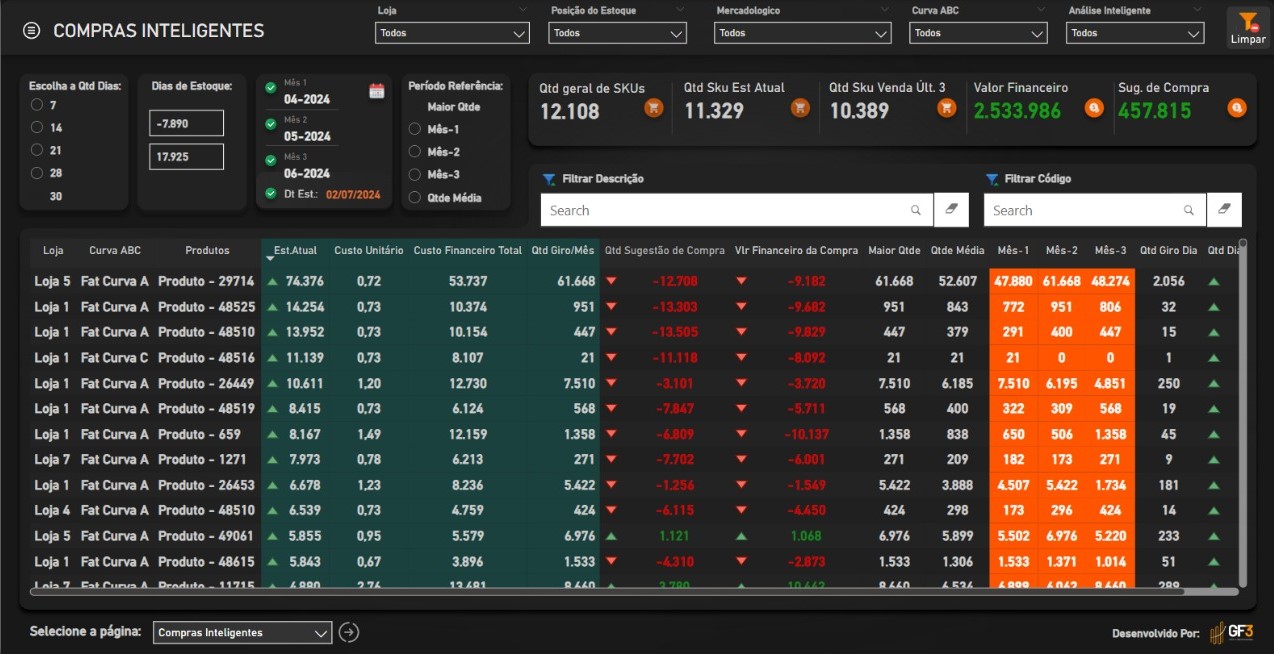 COMPRAS INTELIGENTES
Loja
Todos
Posição do Estoque
Todos
Mercadologico
Todos
Curva ABC
Todos
Análise Inteligente
Todos
Limpar
Escolha a Qtd Dias:
7
14
21
28
30
Dias de Estoque:
-7.890
17.925
Mês 1
04-2024
Mês 2
05-2024
Mês 3
06-2024
Dt Est.: 02/07/2024
Período Referência:
Maior Qtde
Mês-1
Mês-2
Mês-3
Qtde Média
Qtd geral de SKUs
12.108
Qtd Sku Est Atual
11.329
Qtd Sku Venda Últ. 3
10.389
Valor Financeiro
2.533.986
Sug. de Compra
457.815
Filtrar Descrição
Search
Filtrar Código
Search
Loja Curva ABC Produtos Est.Atual Custo Unitário Custo Financeiro Total Qtd Giro/Mês Qtd Sugestão de Compra Vlr Financeiro da Compra Maior Qtde Qtde Média Mês-1 Mês-2 Mês-3 Qtd Giro Dia Qtd Dia
Loja 5 Fat Curva A Produto - 29714 74.376 0,72 53.737 61.668 -12.708 -9.182 61.668 52.607 47.880 61.668 48.274 2.056
Loja 1 Fat Curva A Produto - 48525 14.254 0,73 10.374 951 -13.303 -9.682 951 843 772 951 806 32
Loja 1 Fat Curva A Produto - 48510 13.952 0,73 10.154 447 -13.505 -9.829 447 379 291 400 447 15
Loja 1 Fat Curva C Produto - 48516 11.139 0,73 8.107 21 -11.118 -8.092 21 21 21 0 0 1
Loja 1 Fat Curva A Produto - 26449 10.611 1,20 12.730 7.510 -3.101 -3.720 7.510 6.185 7.510 6.195 4.851 250
Loja 1 Fat Curva A Produto - 48519 8.415 0,73 6.124 568 -7.847 -5.711 568 400 322 309 568 19
Loja 1 Fat Curva A Produto - 659 8.167 1,49 12.159 1.358 -6.809 -10.137 1.358 838 650 506 1.358 45
Loja 7 Fat Curva A Produto - 1271 7.973 0,78 6.213 271 -7.702 -6.001 271 209 182 173 271 9
Loja 1 Fat Curva A Produto - 26453 6.678 1,23 8.236 5.422 -1.256 -1.549 5.422 3.888 4.507 5.422 1.734 181
Loja 4 Fat Curva A Produto - 48510 6.539 0,73 4.759 424 -6.115 -4.450 424 298 173 296 424 14
Loja 5 Fat Curva A Produto - 49061 5.855 0,95 5.579 6.976 1.121 1.068 6.976 5.899 5.502 6.976 5.220 233
Loja 1 Fat Curva A Produto - 48615 5.843 0,67 3.896 1.533 -4.310 -2.873 1.533 1.306 1.533 1.371 1.014 51
Loja 7 Fat Curva A Produto - 11715 4.880 2,76 13.481 8.660 3.780 10.442 8.660 6.536 6.899 4.062 8.660 289
Selecione a página:
Compras Inteligentes
Desenvolvido Por:
GF3